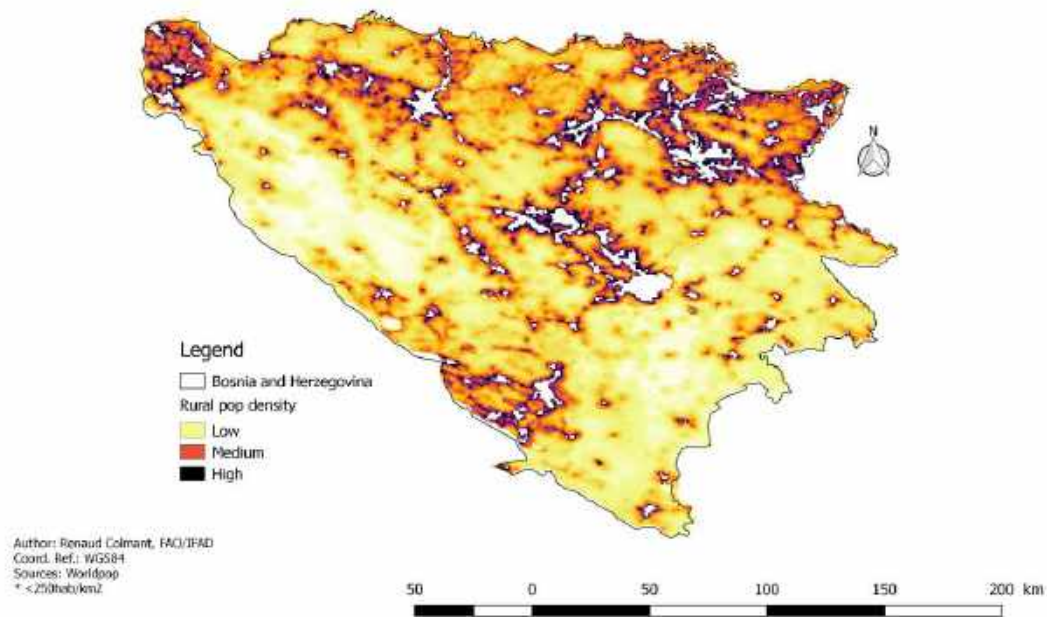 N
Legend
Bosnia and Herzegovina
Rural pop density
Low
Medium
High
Author: Renaud Colmant, FAO/IFAD
Coord. Ref.: WGS84
Sources: Worldpop
* <250hab/km2
50 0 50 100 150 200 km